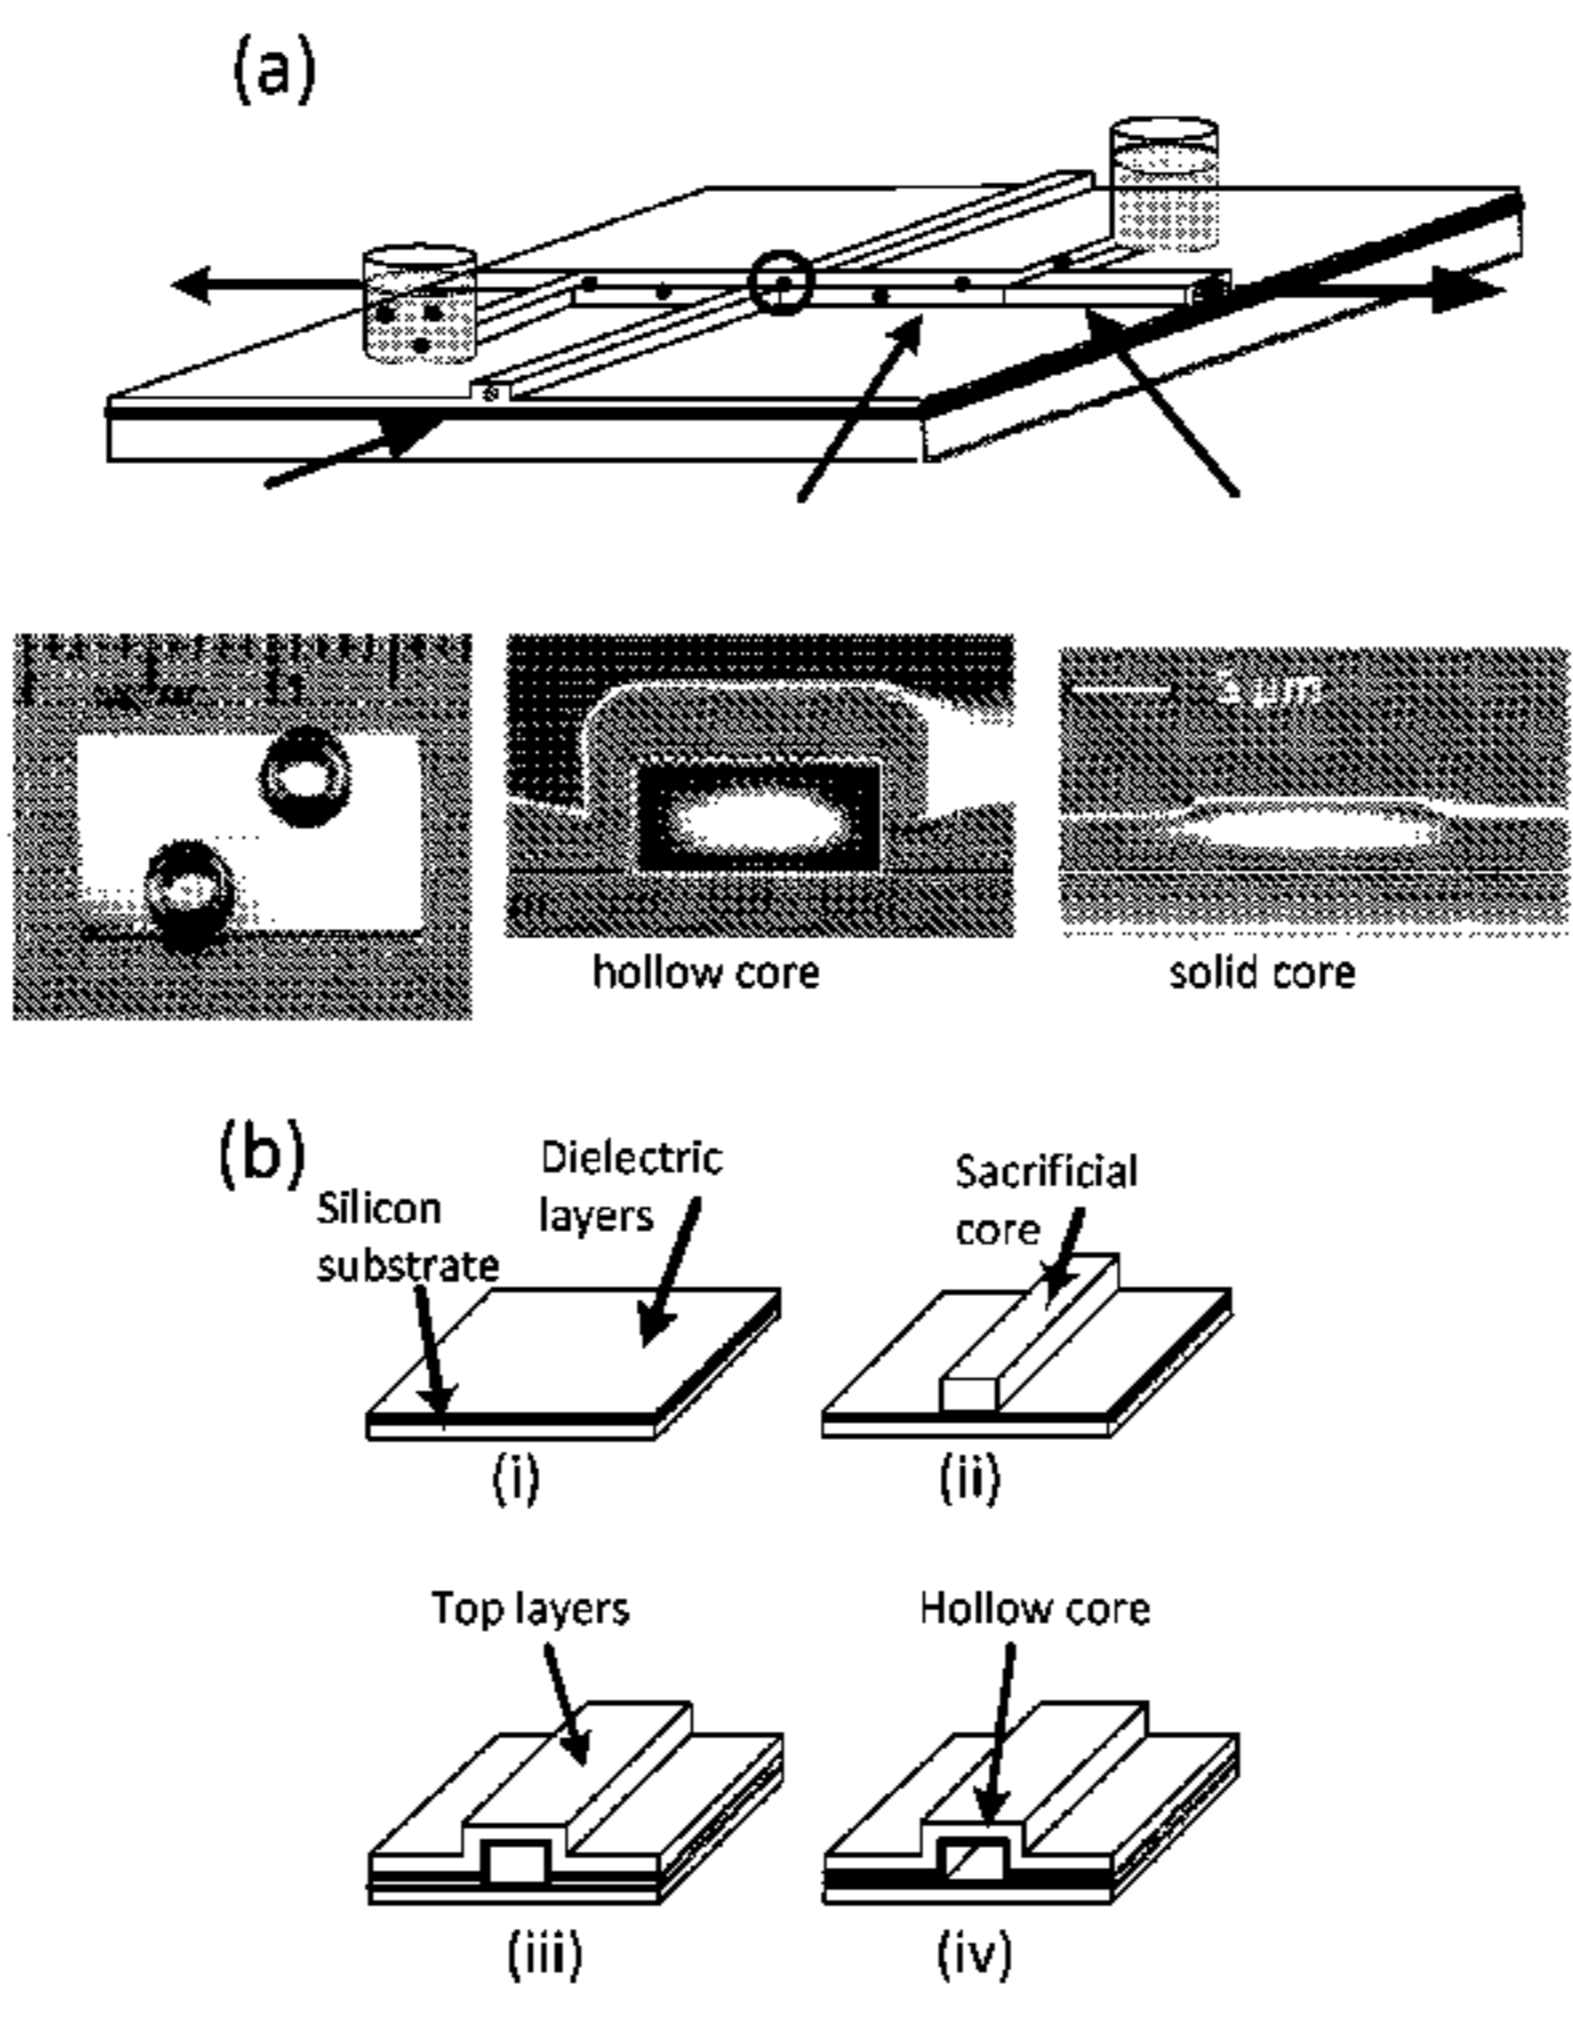 (a)
hollow core
solid core
(b)
Dielectric
layers
Silicon
substrate
Sacrificial
core
(i)
(ii)
Top layers
Hollow core
(iii)
(iv)